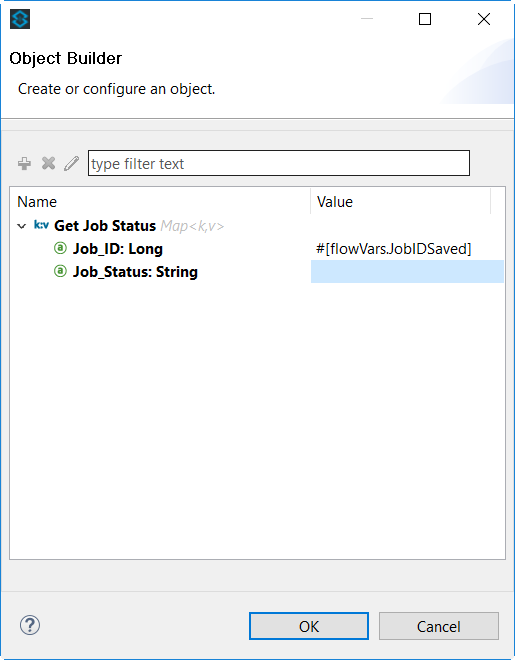 Object Builder
Create or configure an object.
type filter text
Name Value
k:v Get Job Status Map<k,v>
a Job_ID: Long #[flowVars.JobIDSaved]
a Job_Status: String
?
OK Cancel